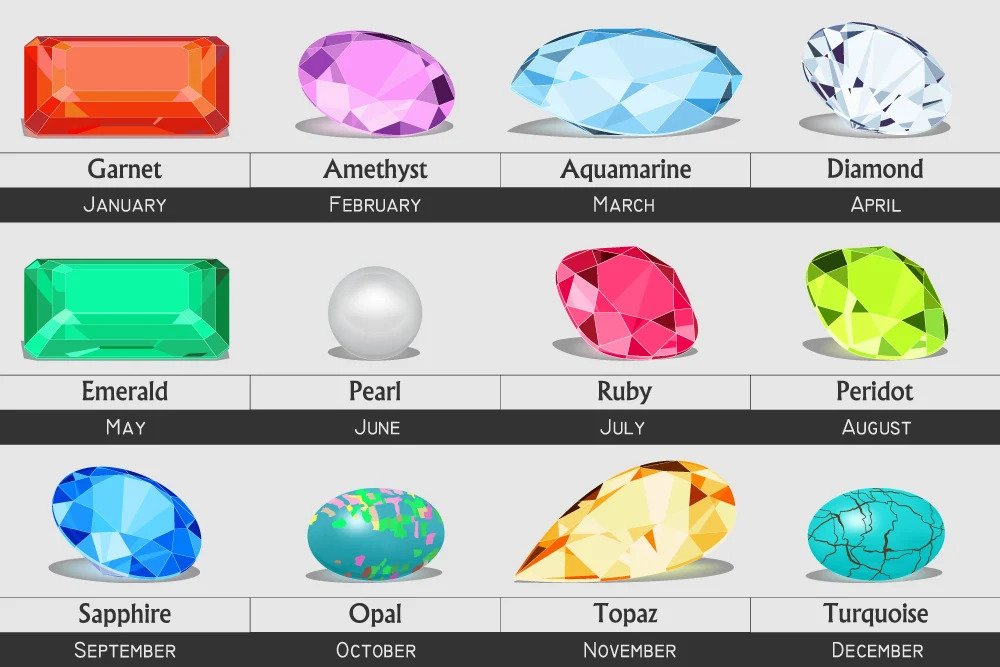 Garnet Amethyst Aquamarine Diamond
January February March April
Emerald Pearl Ruby Peridot
May June July August
Sapphire Opal Topaz Turquoise
September October November December